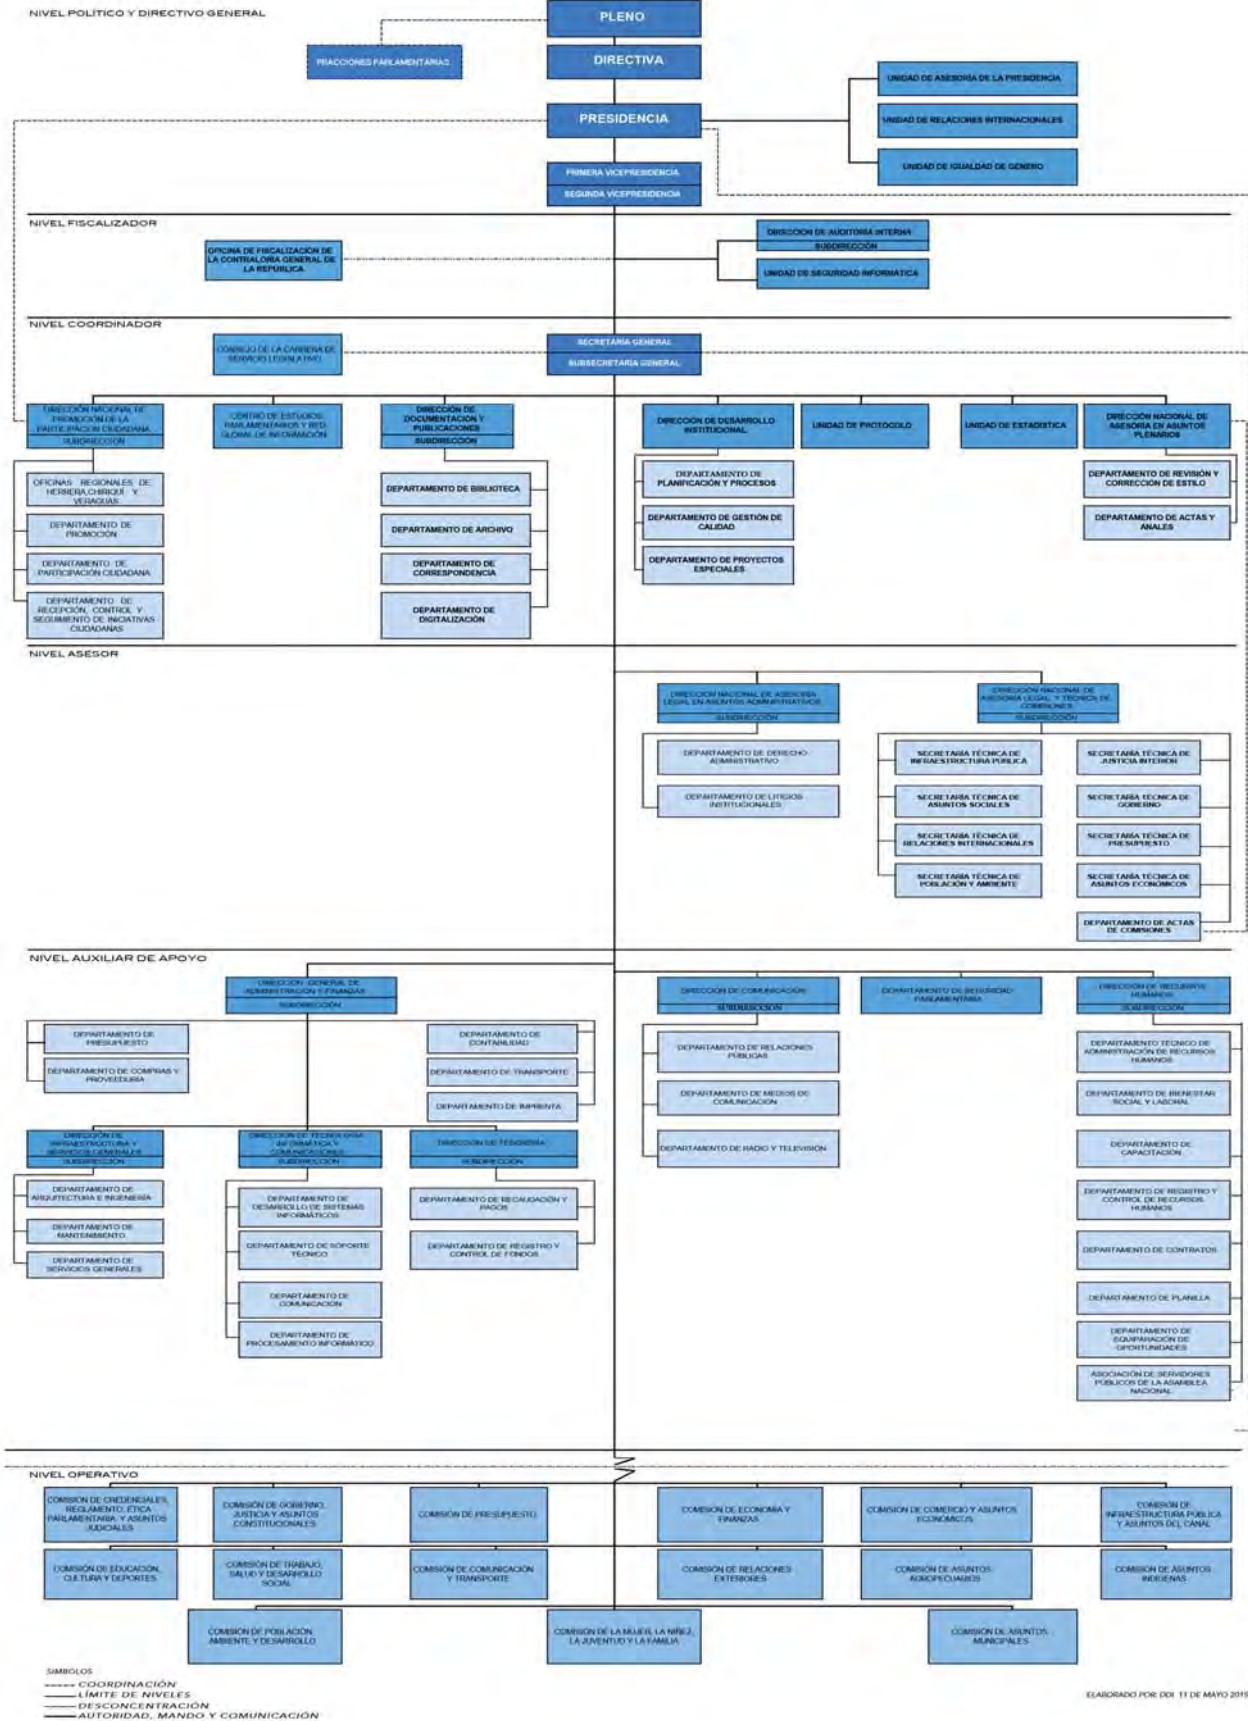 NIVEL POLÍTICO Y DIRECTIVO GENERAL
PLENO
FRACCIONES PARLAMENTARIAS
DIRECTIVA
PRESIDENCIA
UNIDAD DE ASESORÍA DE LA PRESIDENCIA
UNIDAD DE RELACIONES INTERNACIONALES
UNIDAD DE IGUALDAD DE GENERO
PRIMERA VICEPRESIDENCIA
SEGUNDA VICEPRESIDENCIA
NIVEL FISCALIZADOR
OFICINA DE FISCALIZACIÓN DE
LA CONTRALORÍA GENERAL DE
LA REPÚBLICA
DIRECCIÓN DE AUDITORÍA INTERNA
SUBDIRECCIÓN
UNIDAD DE SEGURIDAD INFORMÁTICA
NIVEL COORDINADOR
CONSEJO DE LA CARRERA DE
SERVICIO LEGISLATIVO
SECRETARÍA GENERAL
SUBSECRETARÍA GENERAL
DIRECCIÓN NACIONAL DE
PROMOCIÓN DE LA
PARTICIPACIÓN CIUDADANA
SUBDIRECCIÓN
CENTRO DE ESTUDIOS
PARLAMENTARIOS Y RED
GLOBAL DE INFORMACIÓN
DIRECCIÓN DE
DOCUMENTACIÓN Y
PUBLICACIONES
SUBDIRECCIÓN
DIRECCIÓN DE DESARROLLO
INSTITUCIONAL
UNIDAD DE PROTOCOLO
UNIDAD DE ESTADÍSTICA
DIRECCIÓN NACIONAL DE
ASESORÍA EN ASUNTOS
PLENARIOS
OFICINAS REGIONALES DE
HERRERA,CHIRIQUÍ Y
VERAGUAS
DEPARTAMENTO DE
PROMOCIÓN
DEPARTAMENTO DE
PARTICIPACIÓN CIUDADANA
DEPARTAMENTO DE
RECEPCIÓN, CONTROL Y
SEGUIMIENTO DE INICIATIVAS
CIUDADANAS
DEPARTAMENTO DE BIBLIOTECA
DEPARTAMENTO DE ARCHIVO
DEPARTAMENTO DE
CORRESPONDENCIA
DEPARTAMENTO DE
DIGITALIZACIÓN
DEPARTAMENTO DE
PLANIFICACIÓN Y PROCESOS
DEPARTAMENTO DE GESTIÓN DE
CALIDAD
DEPARTAMENTO DE PROYECTOS
ESPECIALES
DEPARTAMENTO DE REVISIÓN Y
CORRECCIÓN DE ESTILO
DEPARTAMENTO DE ACTAS Y
ANALES
NIVEL ASESOR
DIRECCIÓN NACIONAL DE ASESORÍA
LEGAL EN ASUNTOS ADMINISTRATIVOS
SUBDIRECCIÓN
DIRECCIÓN NACIONAL DE
ASESORÍA LEGAL Y TÉCNICA DE
COMISIONES
SUBDIRECCIÓN
DEPARTAMENTO DE DERECHO
ADMINISTRATIVO
DEPARTAMENTO DE LITIGIOS
INSTITUCIONALES
SECRETARÍA TÉCNICA DE
INFRAESTRUCTURA PÚBLICA
SECRETARÍA TÉCNICA DE
ASUNTOS SOCIALES
SECRETARÍA TÉCNICA DE
RELACIONES INTERNACIONALES
SECRETARÍA TÉCNICA DE
POBLACIÓN Y AMBIENTE
SECRETARÍA TÉCNICA DE
JUSTICIA INTERIOR
SECRETARÍA TÉCNICA DE
GOBIERNO
SECRETARÍA TÉCNICA DE
PRESUPUESTO
SECRETARÍA TÉCNICA DE
ASUNTOS ECONÓMICOS
DEPARTAMENTO DE ACTAS
DE COMISIONES
NIVEL AUXILIAR DE APOYO
DIRECCIÓN GENERAL DE
ADMINISTRACIÓN Y FINANZAS
SUBDIRECCIÓN
DIRECCIÓN DE COMUNICACIÓN
SUBDIRECCIÓN
DEPARTAMENTO DE SEGURIDAD
PARLAMENTARIA
DIRECCIÓN DE RECURSOS
HUMANOS
SUBDIRECCIÓN
DEPARTAMENTO DE
PRESUPUESTO
DEPARTAMENTO DE COMPRAS Y
PROVEEDURÍA
DEPARTAMENTO DE
CONTABILIDAD
DEPARTAMENTO DE TRANSPORTE
DEPARTAMENTO DE IMPRENTA
DEPARTAMENTO DE RELACIONES
PÚBLICAS
DEPARTAMENTO DE MEDIOS DE
COMUNICACIÓN
DEPARTAMENTO DE RADIO Y TELEVISIÓN
DEPARTAMENTO TÉCNICO DE
ADMINISTRACIÓN DE RECURSOS
HUMANOS
DEPARTAMENTO DE BIENESTAR
SOCIAL Y LABORAL
DEPARTAMENTO DE
CAPACITACIÓN
DEPARTAMENTO DE REGISTRO Y
CONTROL DE RECURSOS
HUMANOS
DEPARTAMENTO DE CONTRATOS
DEPARTAMENTO DE PLANILLA
DEPARTAMENTO DE
EQUIPARACIÓN DE
OPORTUNIDADES
ASOCIACIÓN DE SERVIDORES
PÚBLICOS DE LA ASAMBLEA
NACIONAL
DIRECCIÓN DE
INFRAESTRUCTURA Y
SERVICIOS GENERALES
SUBDIRECCIÓN
DIRECCIÓN DE TECNOLOGÍA
INFORMÁTICA Y
COMUNICACIONES
SUBDIRECCIÓN
DIRECCIÓN DE TESORERÍA
SUBDIRECCIÓN
DEPARTAMENTO DE
ARQUITECTURA E INGENIERÍA
DEPARTAMENTO DE
MANTENIMIENTO
DEPARTAMENTO DE
SERVICIOS GENERALES
DEPARTAMENTO DE
DESARROLLO DE SISTEMAS
INFORMÁTICOS
DEPARTAMENTO DE SOPORTE
TÉCNICO
DEPARTAMENTO DE
COMUNICACIÓN
DEPARTAMENTO DE
PROCESAMIENTO INFORMÁTICO
DEPARTAMENTO DE RECAUDACIÓN Y
PAGOS
DEPARTAMENTO DE REGISTRO Y
CONTROL DE FONDOS
NIVEL OPERATIVO
COMISIÓN DE CREDENCIALES,
REGLAMENTO, ÉTICA
PARLAMENTARIA Y ASUNTOS
JUDICIALES
COMISIÓN DE GOBIERNO,
JUSTICIA Y ASUNTOS
CONSTITUCIONALES
COMISIÓN DE PRESUPUESTO
COMISIÓN DE ECONOMÍA Y
FINANZAS
COMISIÓN DE COMERCIO Y ASUNTOS
ECONÓMICOS
COMISIÓN DE
INFRAESTRUCTURA PÚBLICA
Y ASUNTOS DEL CANAL
COMISIÓN DE EDUCACIÓN,
CULTURA Y DEPORTES
COMISIÓN DE TRABAJO,
SALUD Y DESARROLLO
SOCIAL
COMISIÓN DE COMUNICACIÓN
Y TRANSPORTE
COMISIÓN DE RELACIONES
EXTERIORES
COMISIÓN DE ASUNTOS
AGROPECUARIOS
COMISIÓN DE ASUNTOS
INDÍGENAS
COMISIÓN DE POBLACIÓN,
AMBIENTE Y DESARROLLO
COMISIÓN DE LA MUJER, LA NIÑEZ,
LA JUVENTUD Y LA FAMILIA
COMISIÓN DE ASUNTOS
MUNICIPALES
SIMBOLOS
COORDINACIÓN
LÍMITE DE NIVELES
DESCONCENTRACIÓN
AUTORIDAD, MANDO Y COMUNICACIÓN
ELABORADO POR: DDI 11 DE MAYO 2015